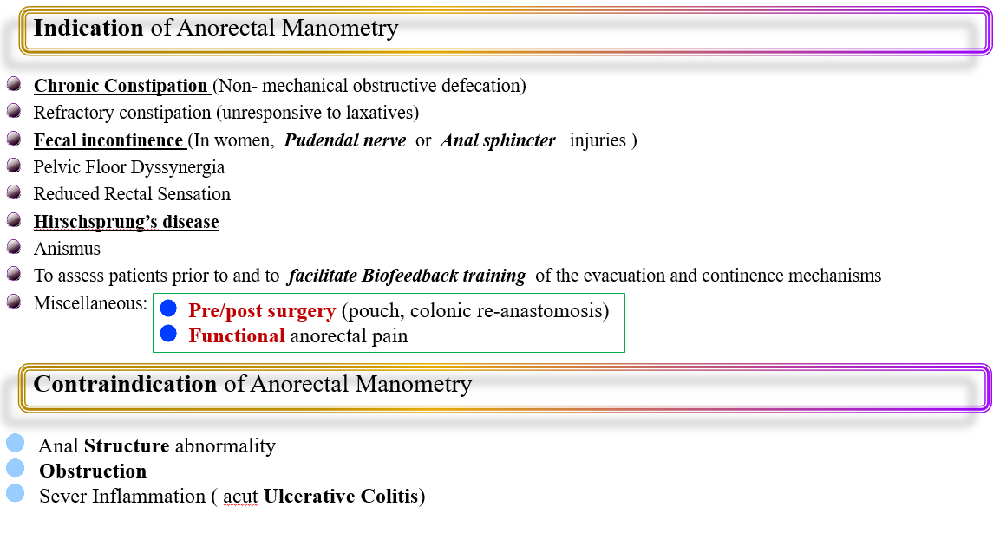 Indication of Anorectal Manometry
Chronic Constipation (Non- mechanical obstructive defecation)
Refractory constipation (unresponsive to laxatives)
Fecal incontinence (In women, Pudendal nerve or Anal sphincter injuries )
Pelvic Floor Dyssynergia
Reduced Rectal Sensation
Hirschsprung’s disease
Anismus
To assess patients prior to and to facilitate Biofeedback training of the evacuation and continence mechanisms
Miscellaneous:
Pre/post surgery (pouch, colonic re-anastomosis)
Functional anorectal pain
Contraindication of Anorectal Manometry
Anal Structure abnormality
Obstruction
Sever Inflammation ( acut Ulcerative Colitis)